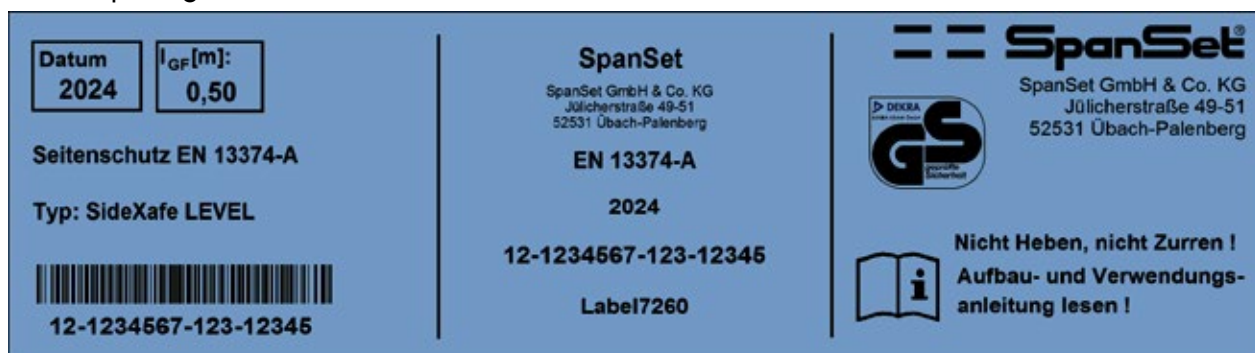 Datum
2024
lGF[m]:
0,50
Seitenschutz EN 13374-A
Typ: SideXafe LEVEL
12-1234567-123-12345
SpanSet
SpanSet GmbH & Co. KG
Jülicherstraße 49-51
52531 Übach-Palenberg
EN 13374-A
2024
12-1234567-123-12345
Label7260
SpanSet®
SpanSet GmbH & Co. KG
Jülicherstraße 49-51
52531 Übach-Palenberg
DEKRA
GS
geprüfte
Sicherheit
Nicht Heben, nicht Zurren !
Aufbau- und Verwendungs-
anleitung lesen !